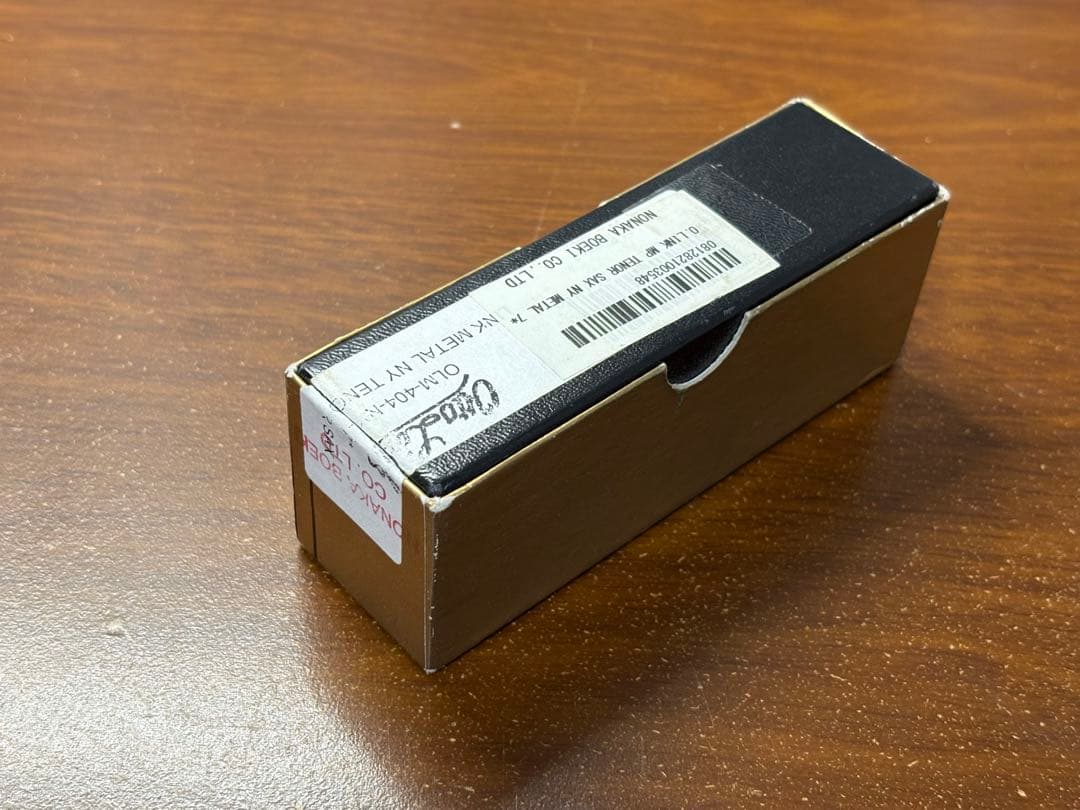 NONAKA BOEKI CO.,LTD
O.LINK MP TENOR SAX NY METAL 7*
0812821003548
Otto Li
OLM-404-N
NK METAL NY TENO
NONAKA BOEK
CO.,LTD